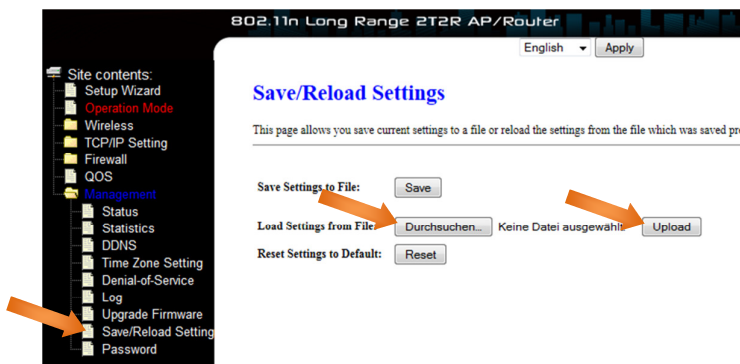 802.11n Long Range 2T2R AP/Router
English Apply
Site contents:
Setup Wizard
Operation Mode
Wireless
TCP/IP Setting
Firewall
QOS
Management
Status
Statistics
DDNS
Time Zone Setting
Denial-of-Service
Log
Upgrade Firmware
Save/Reload Setting
Password
Save/Reload Settings
This page allows you save current settings to a file or reload the settings from the file which was saved pre
Save Settings to File: Save
Load Settings from File: Durchsuchen... Keine Datei ausgewählt Upload
Reset Settings to Default: Reset